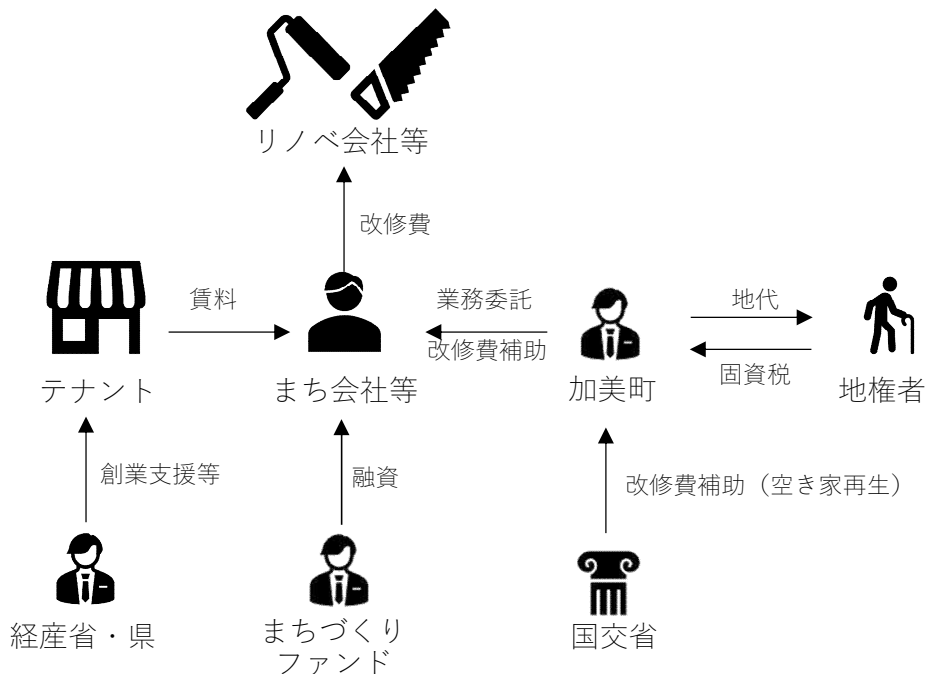 リノベ会社等
改修費
賃料
業務委託
改修費補助
地代
固資税
テナント
まち会社等
加美町
地権者
創業支援等
融資
改修費補助（空き家再生）
経産省・県
まちづくり
ファンド
国交省